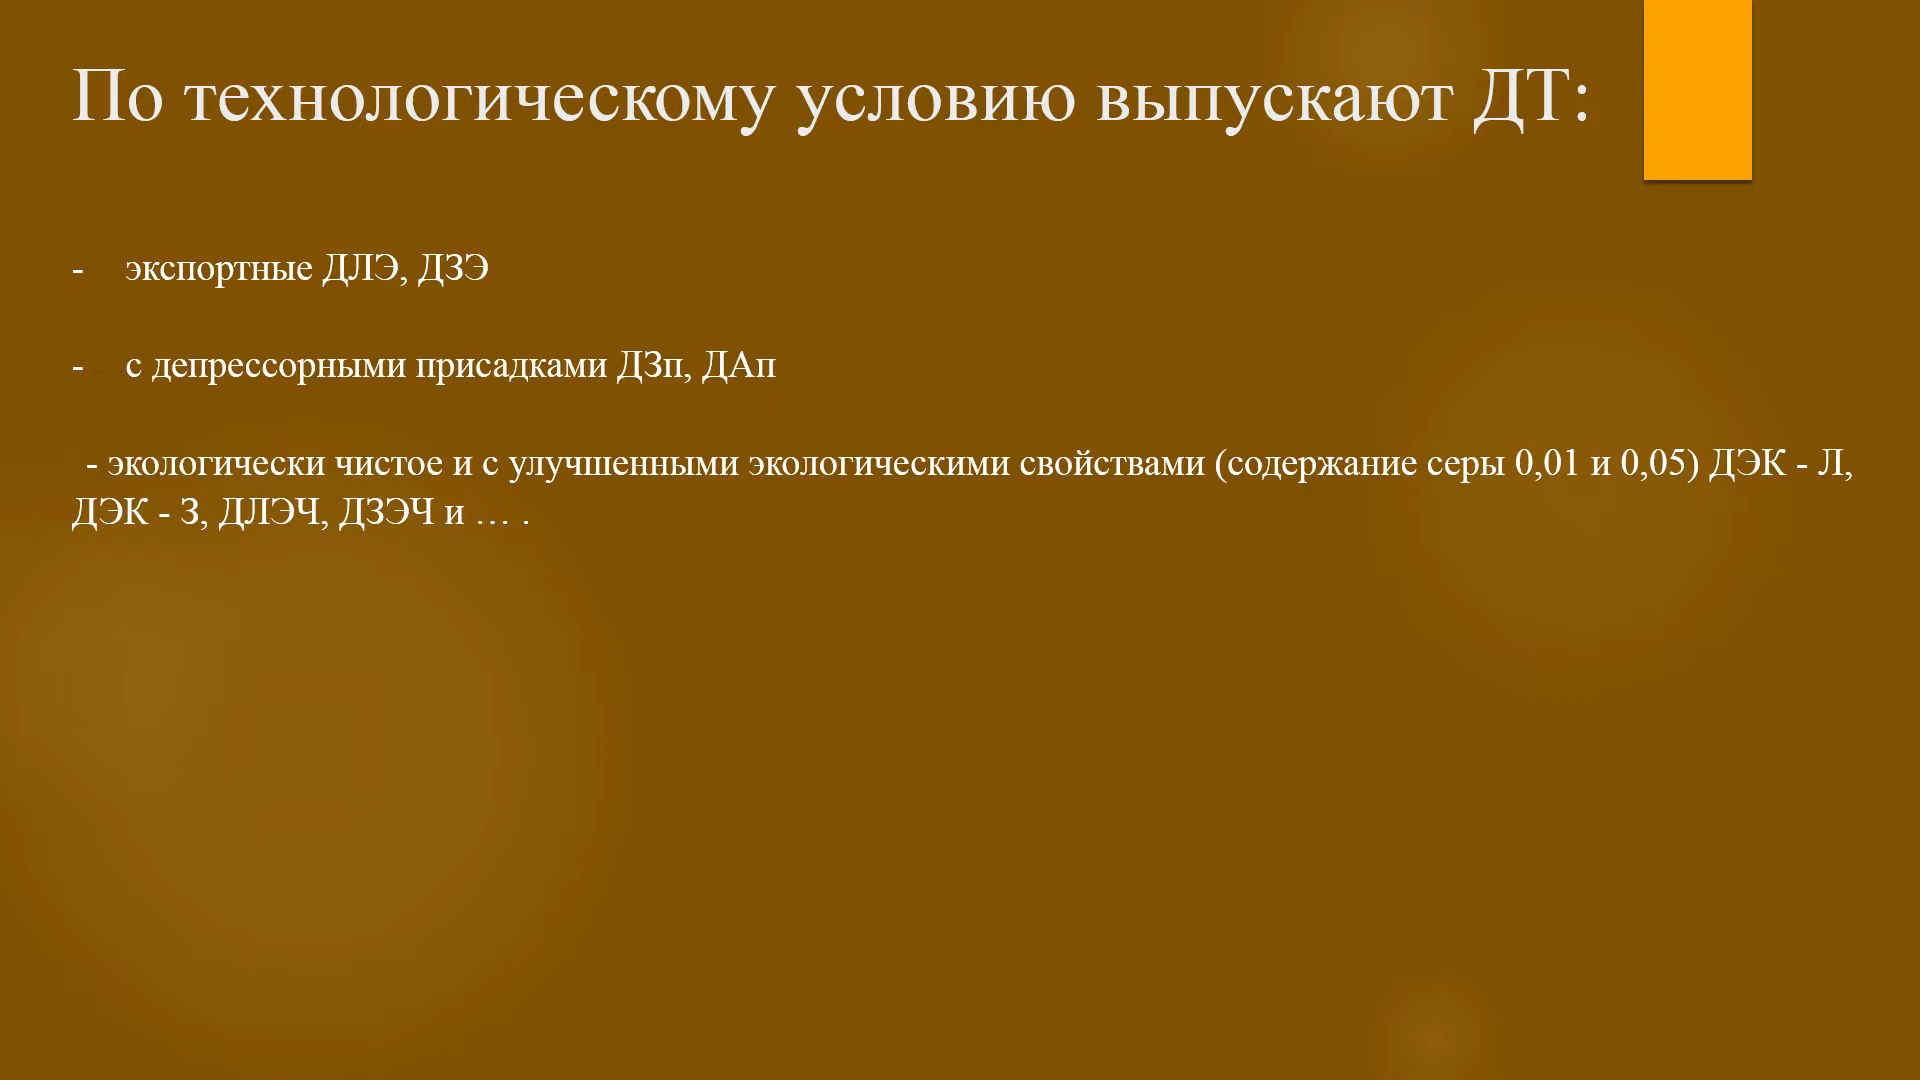 По технологическому условию выпускают ДТ:
- экспортные ДЛЭ, ДЗЭ
- с депрессорными присадками ДЗп, ДАп
- экологически чистое и с улучшенными экологическими свойствами (содержание серы 0,01 и 0,05) ДЭК - Л,
ДЭК - З, ДЛЭЧ, ДЗЭЧ и … .